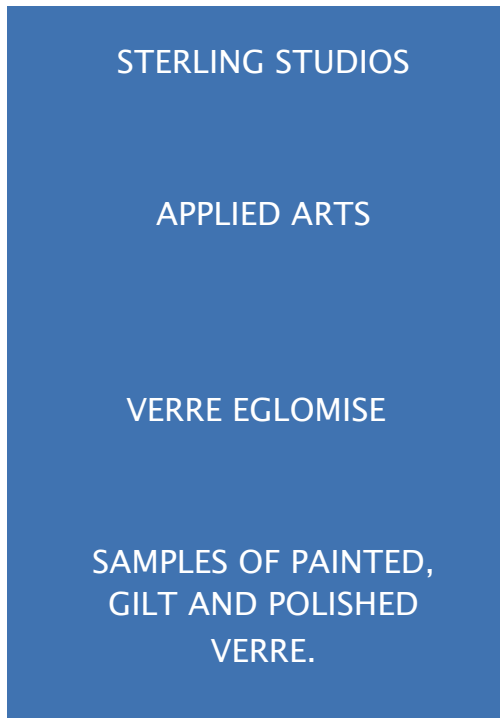 STERLING STUDIOS
APPLIED ARTS
VERRE EGLOMISE
SAMPLES OF PAINTED,
GILT AND POLISHED
VERRE.